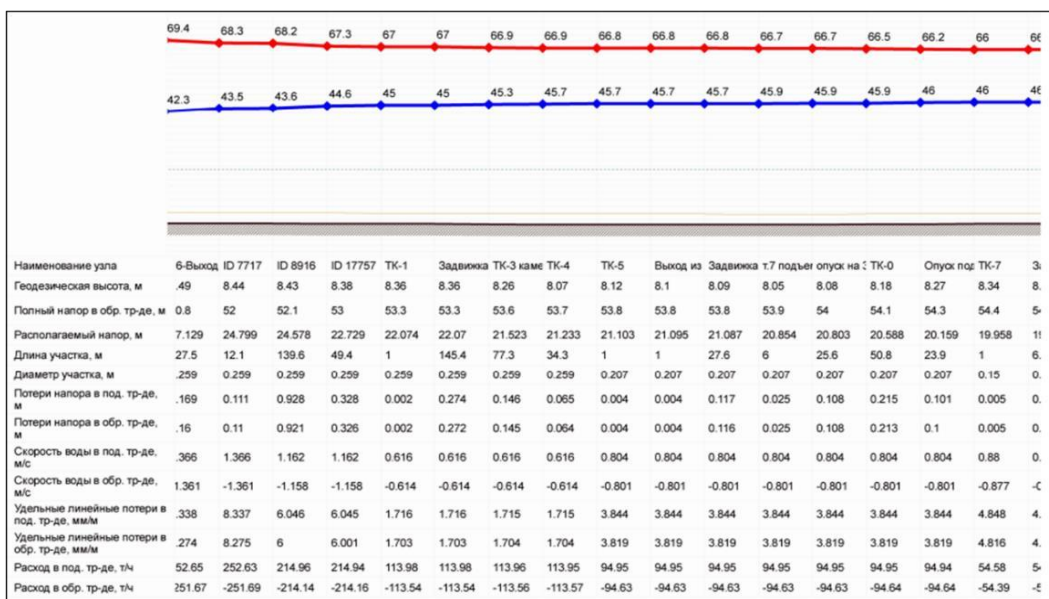 69.4 68.3 68.2 67.3 67 67 66.9 66.9 66.8 66.8 66.8 66.7 66.7 66.5 66.2 66 66
42.3 43.5 43.6 44.6 45 45 45.3 45.7 45.7 45.7 45.7 45.9 45.9 45.9 46 46 46
Наименование узла 6-Выход ID 7717 ID 8916 ID 17757 ТК-1 Задвижка ТК-3 каме ТК-4 ТК-5 Выход из Задвижка т.7 подъег опуск на ТК-0 Опуск под ТК-7
Геодезическая высота, м .49 8.44 8.43 8.38 8.36 8.36 8.26 8.07 8.12 8.1 8.09 8.05 8.08 8.18 8.27 8.34 8.
Полный напор в обр. тр-де, м 0.8 52 52.1 53 53.3 53.3 53.6 53.7 53.8 53.8 53.8 53.9 54 54.1 54.3 54.4 54
Располагаемый напор, м 7.129 24.799 24.578 22.729 22.074 22.07 21.523 21.233 21.103 21.095 21.087 20.854 20.803 20.588 20.159 19.958 19
Длина участка, м 27.5 12.1 139.6 49.4 1 145.4 77.3 34.3 1 1 27.6 6 25.6 50.8 23.9 1 6.
Диаметр участка, м .259 0.259 0.259 0.259 0.259 0.259 0.259 0.259 0.207 0.207 0.207 0.207 0.207 0.207 0.207 0.15 0.
Потери напора в под. тр-де, .169 0.111 0.928 0.328 0.002 0.274 0.146 0.065 0.004 0.004 0.117 0.025 0.108 0.215 0.101 0.005 0.
м
Потери напора в обр. тр-де, .16 0.11 0.921 0.326 0.002 0.272 0.145 0.064 0.004 0.004 0.116 0.025 0.108 0.213 0.1 0.005 0.
м
Скорость воды в под. тр-де, .366 1.366 1.162 1.162 0.616 0.616 0.616 0.616 0.804 0.804 0.804 0.804 0.804 0.804 0.804 0.88 0.
м/с
Скорость воды в обр. тр-де, 1.361 -1.361 -1.158 -1.158 -0.614 -0.614 -0.614 -0.614 -0.801 -0.801 -0.801 -0.801 -0.801 -0.801 -0.801 -0.877
м/с
Удельные линейные потери в .338 8.337 6.046 6.045 1.716 1.716 1.715 1.715 3.844 3.844 3.844 3.844 3.844 3.844 3.844 4.848 4.
под. тр-де, мм/м
Удельные линейные потери в .274 8.275 6 6.001 1.703 1.703 1.704 1.704 3.819 3.819 3.819 3.819 3.819 3.819 3.819 4.816 4.
обр. тр-де, мм/м
Расход в под. тр-де, т/ч 52.65 252.63 214.96 214.94 113.98 113.98 113.96 113.95 94.95 94.95 94.95 94.95 94.95 94.95 94.94 54.58
Расход в обр. тр-де, т/ч 251.67 -251.69 -214.14 -214.16 -113.54 -113.54 -113.56 -113.57 -94.63 -94.63 -94.63 -94.63 -94.63 -94.64 -94.64 -54.39